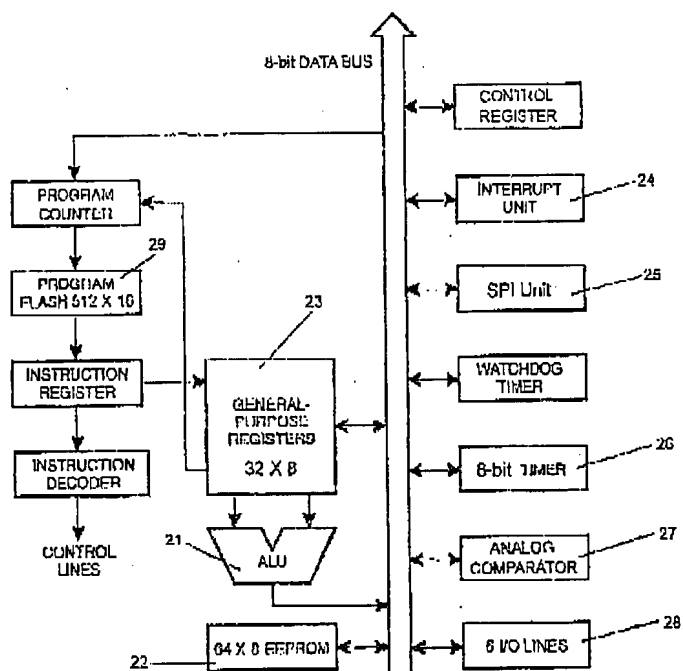 8-bit DATA BUS
CONTROL
REGISTER
PROGRAM
COUNTER
INTERRUPT
UNIT
24
29
PROGRAM
FLASH 512 X 16
SPI Unit
25
23
INSTRUCTION
REGISTER
GENERAL-
PURPOSE
REGISTERS
32 X 8
WATCHDOG
TIMER
INSTRUCTION
DECODER
8-bit TIMER
26
CONTROL
LINES
21
ALU
ANALOG
COMPARATOR
27
22
64 X 8 EEPROM
6 I/O LINES
28